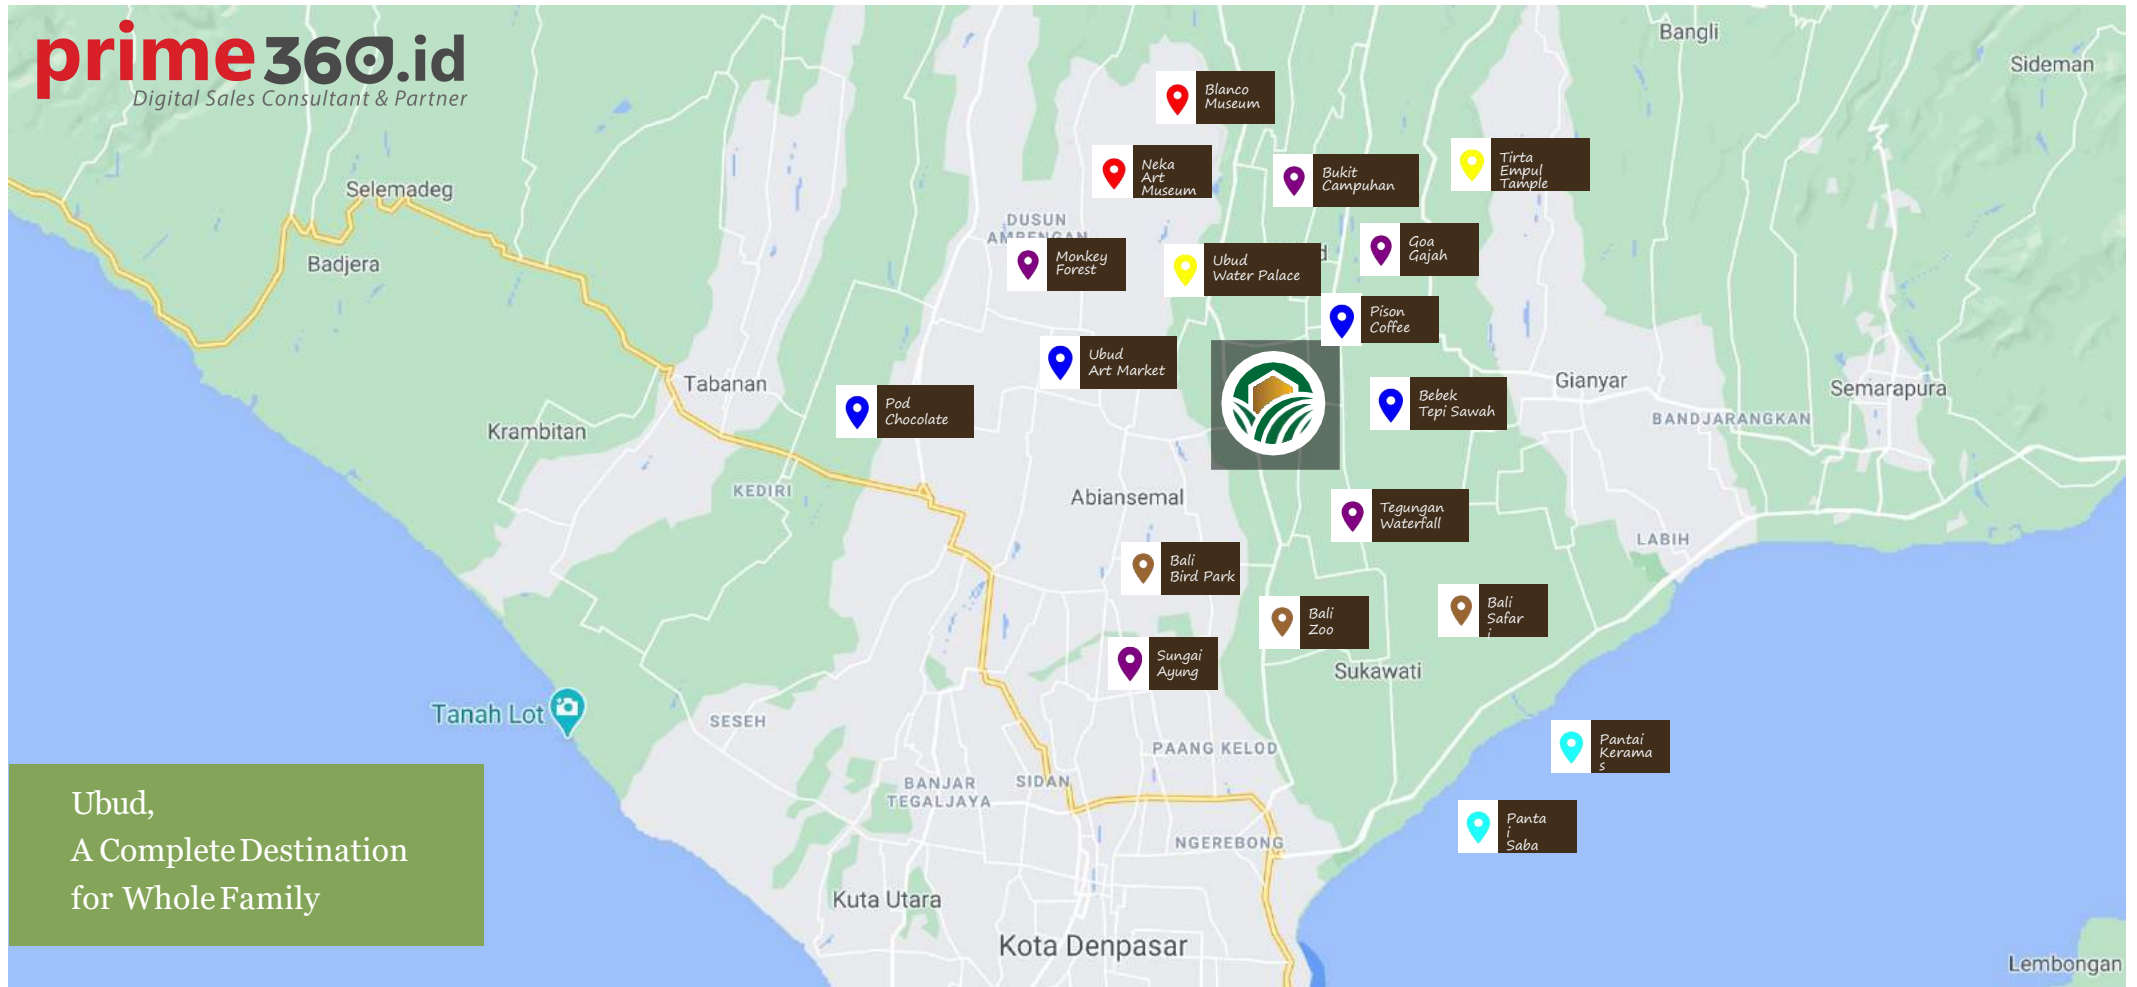 prime360.id
Digital Sales Consultant & Partner
Bangli
Sideman
Blanco
Museum
Neka
Art
Museum
Bukit
Campuhan
Tirta
Empul
Tample
Selemadeg
DUSUN
AMBENGAN
Badjera
Monkey
Forest
Ubud
Water Palace
d
Goa
Gajah
Pison
Coffee
Ubud
Art Market
Tabanan
Pod
Chocolate
Bebek
Tepi Sawah
Gianyar
Semarapura
BANDJARANGKAN
Krambitan
KEDIRI
Abiansemal
Tegungan
Waterfall
LABIH
Bali
Bird Park
Bali
Zoo
Bali
Safar
i
Sungai
Ayung
Sukawati
Tanah Lot
SESEH
PAANG KELOD
Pantai
Kerama
s
BANJAR
TEGALJAYA
SIDAN
Panta
i
Saba
NGEREBONG
Ubud,
A Complete Destination
for Whole Family
Kuta Utara
Kota Denpasar
Lembongan